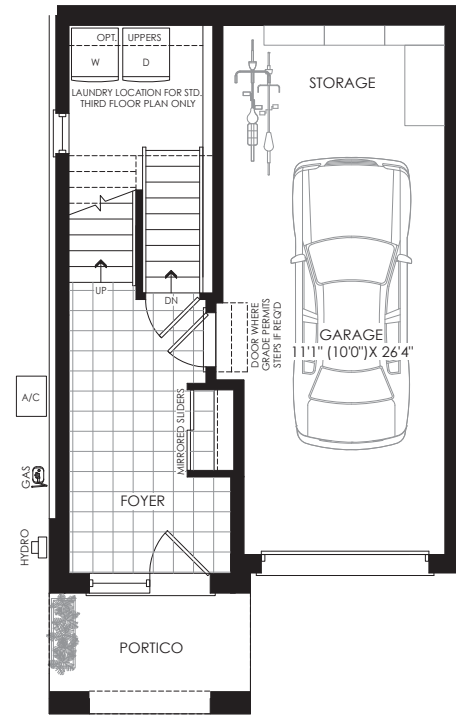 OPT. UPPERS
W
D
LAUNDRY LOCATION FOR STD.
THIRD FLOOR PLAN ONLY
STORAGE
UP
DN
DOOR WHERE
GRADE PERMITS
STEPS IF REQ'D
GARAGE
11'1" (10'0")X 26'4"
A/C
MIRRORED SLIDERS
GAS
FOYER
HYDRO
PORTICO